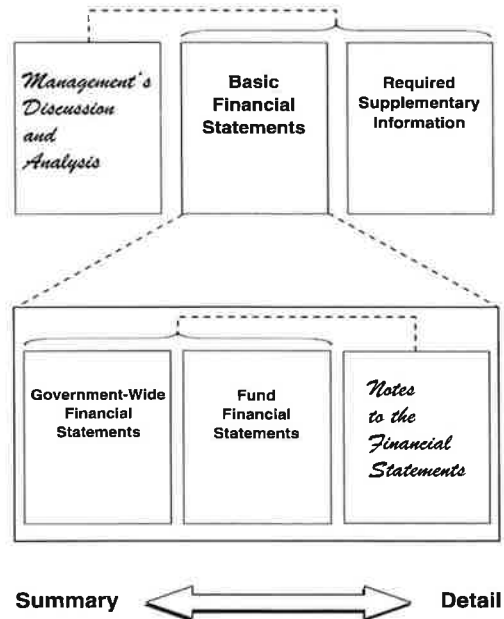 Management's
Discussion
and
Analysis
Basic
Financial
Statements
Required
Supplementary
Information
Government-Wide
Financial
Statements
Fund
Financial
Statements
Notes
to the
Financial
Statements
Summary
Detail